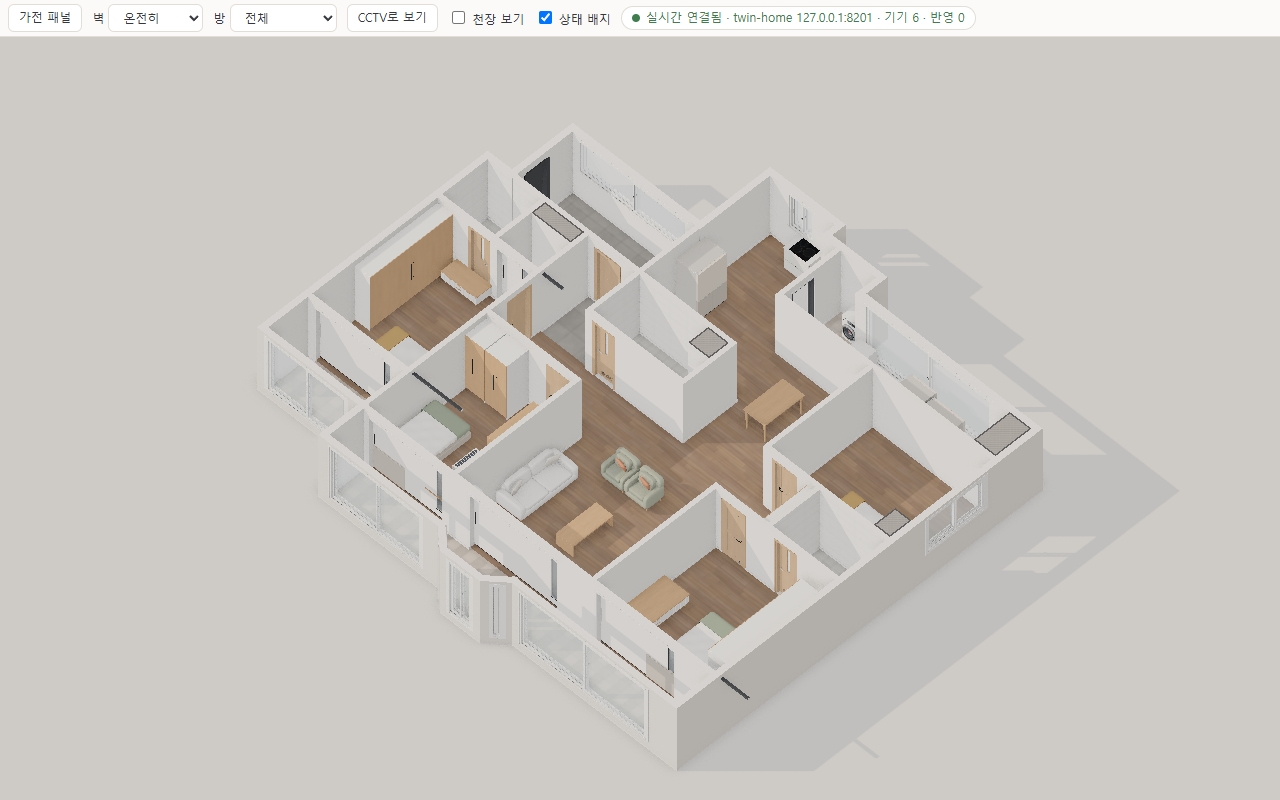 가전 패널 벽 온전히 방 전체 CCTV로 보기 천장 보기 상태 배지 실시간 연결됨 · twin-home 127.0.0.1:8201 · 기기 6 · 반영 0